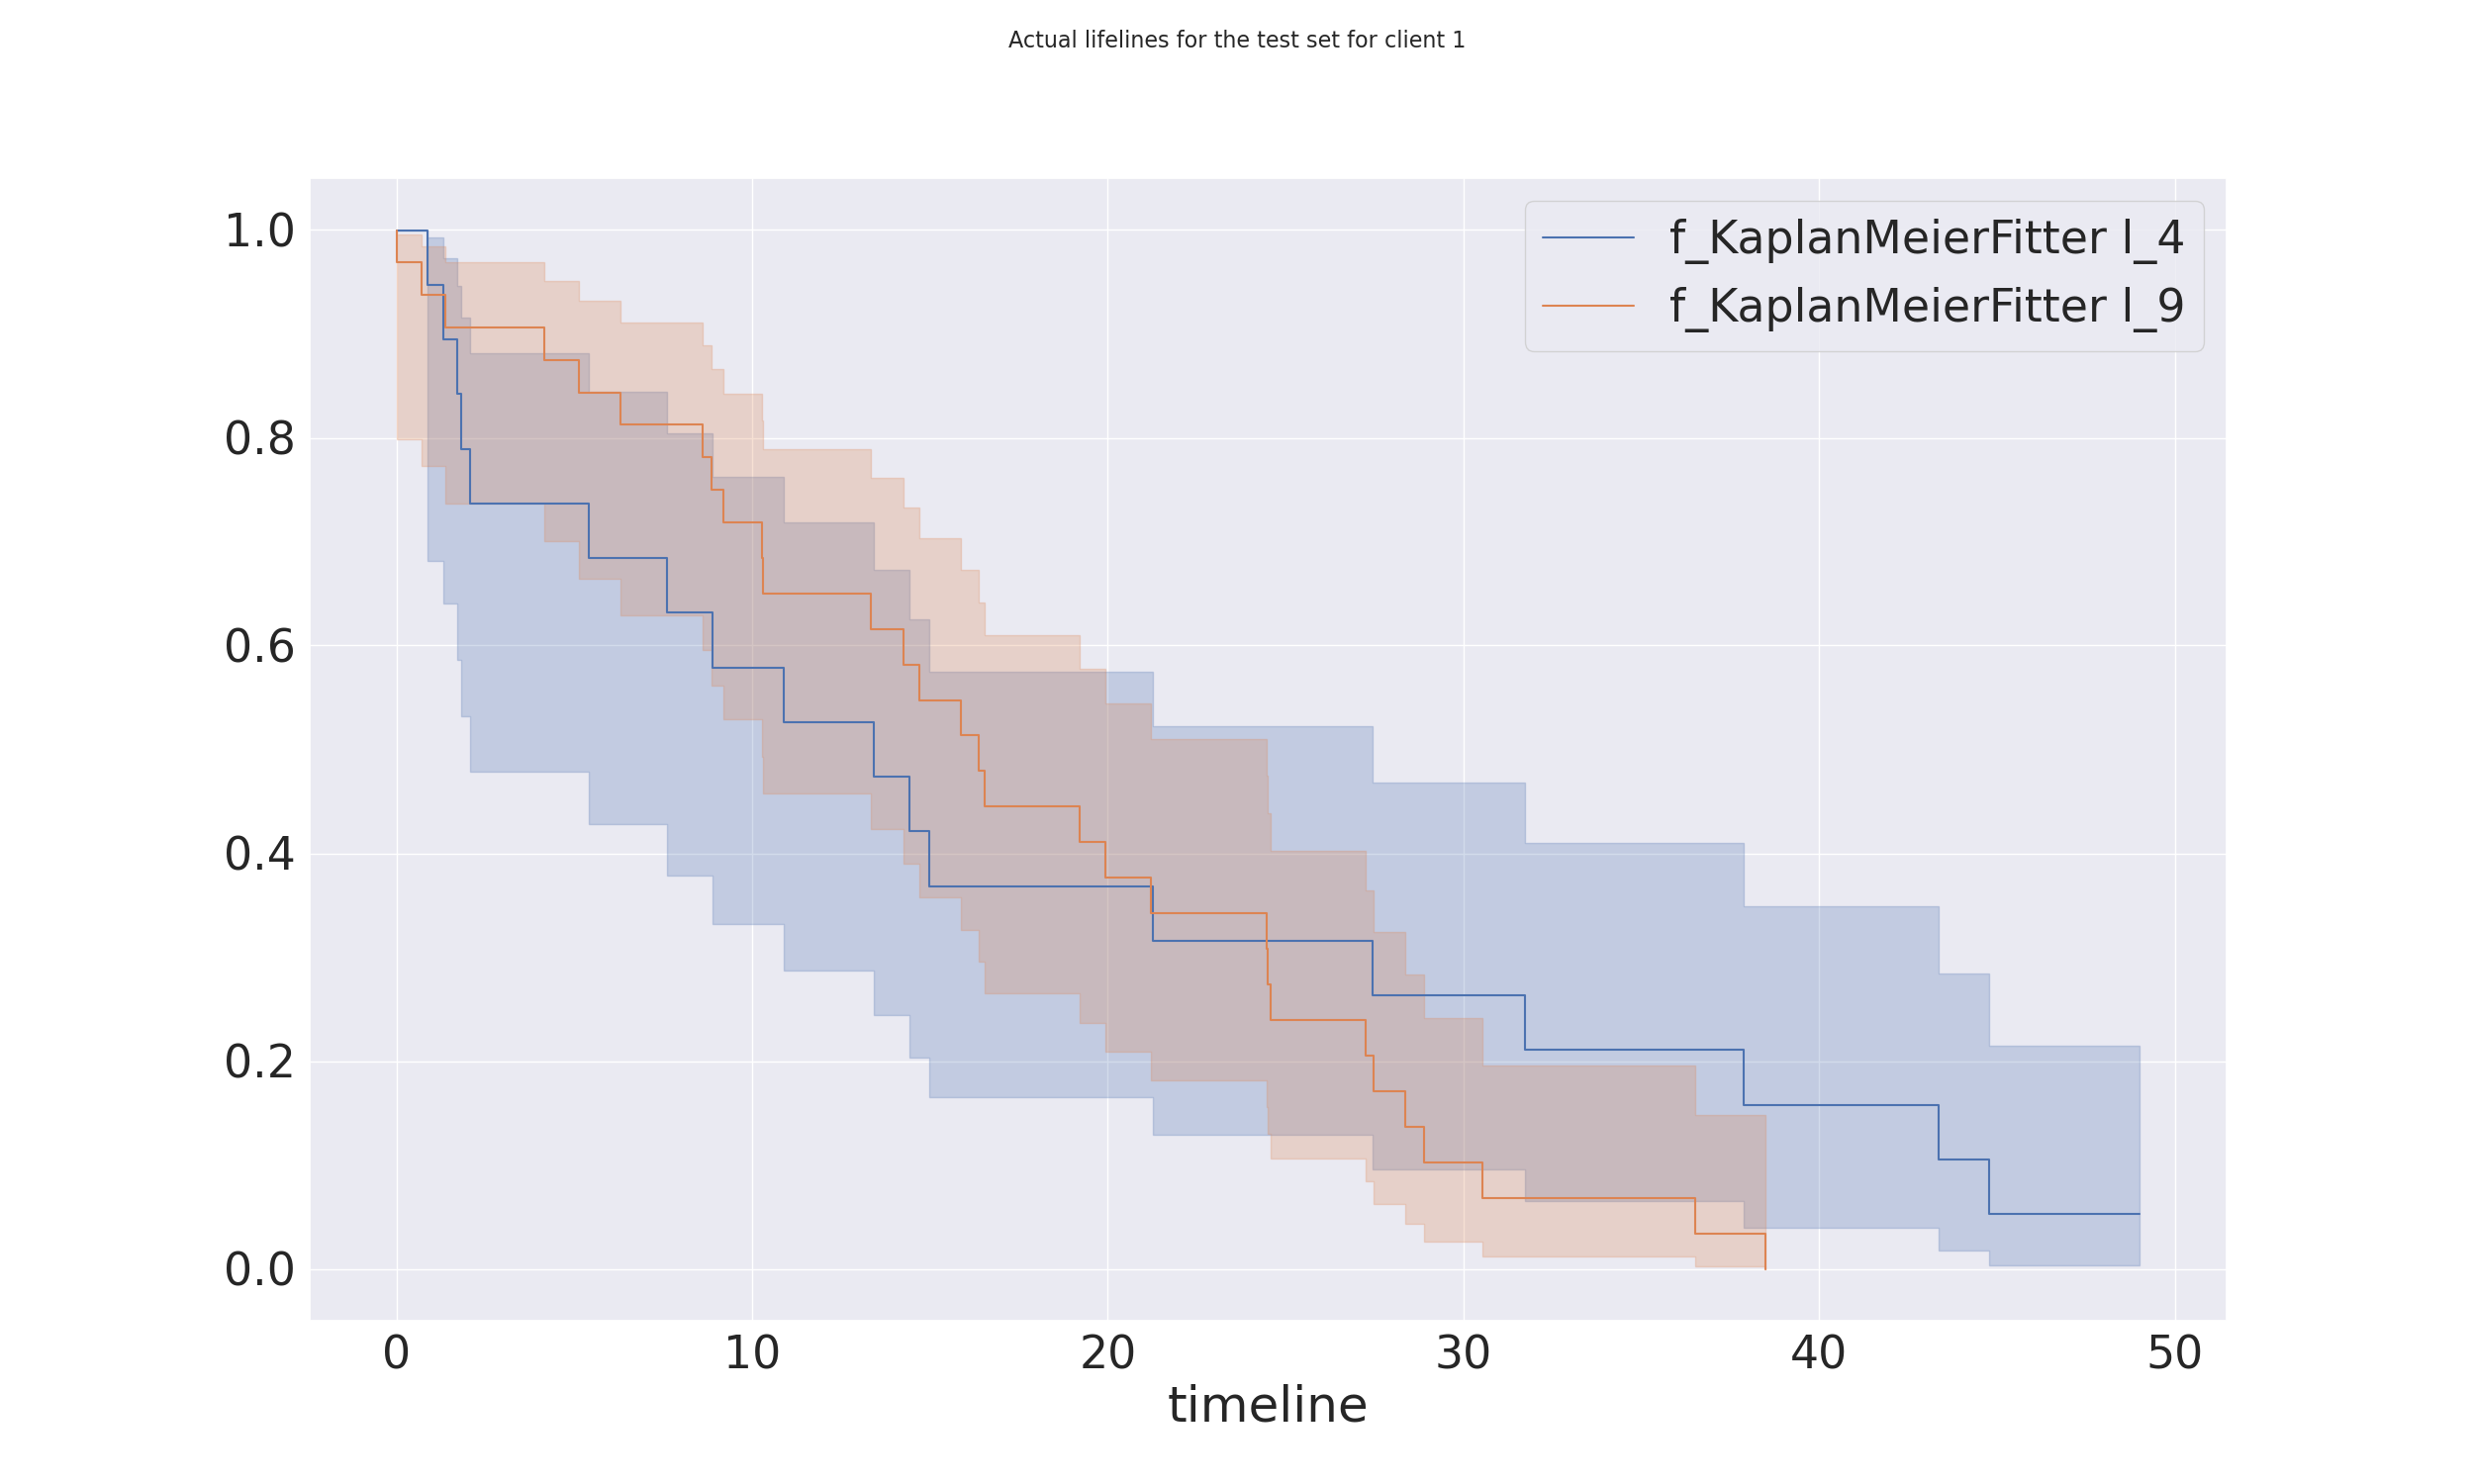 Actual lifelines for the test set for client 1
f_KaplanMeierFitter l_4
f_KaplanMeierFitter l_9
1.0
0.8
0.6
0.4
0.2
0.0
0 10 20 30 40 50
timeline